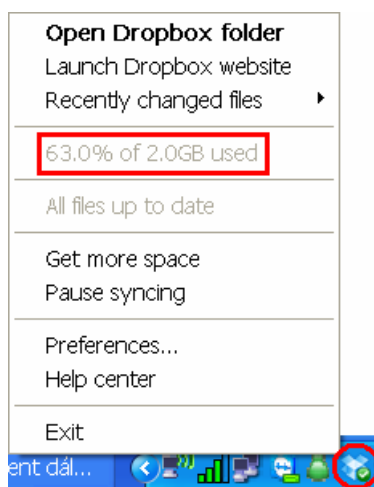 Open Dropbox folder
Launch Dropbox website
Recently changed files
63.0% of 2.0GB used
All files up to date
Get more space
Pause syncing
Preferences...
Help center
Exit
ent dál...